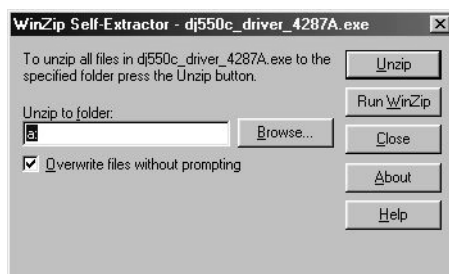 WinZip Self-Extractor - dj550c_driver_4287A.exe
To unzip all files in dj550c_driver_4287A.exe to the
specified folder press the Unzip button.
Unzip to folder:
a:
Browse...
Overwrite files without prompting
Unzip
Run WinZip
Close
About
Help